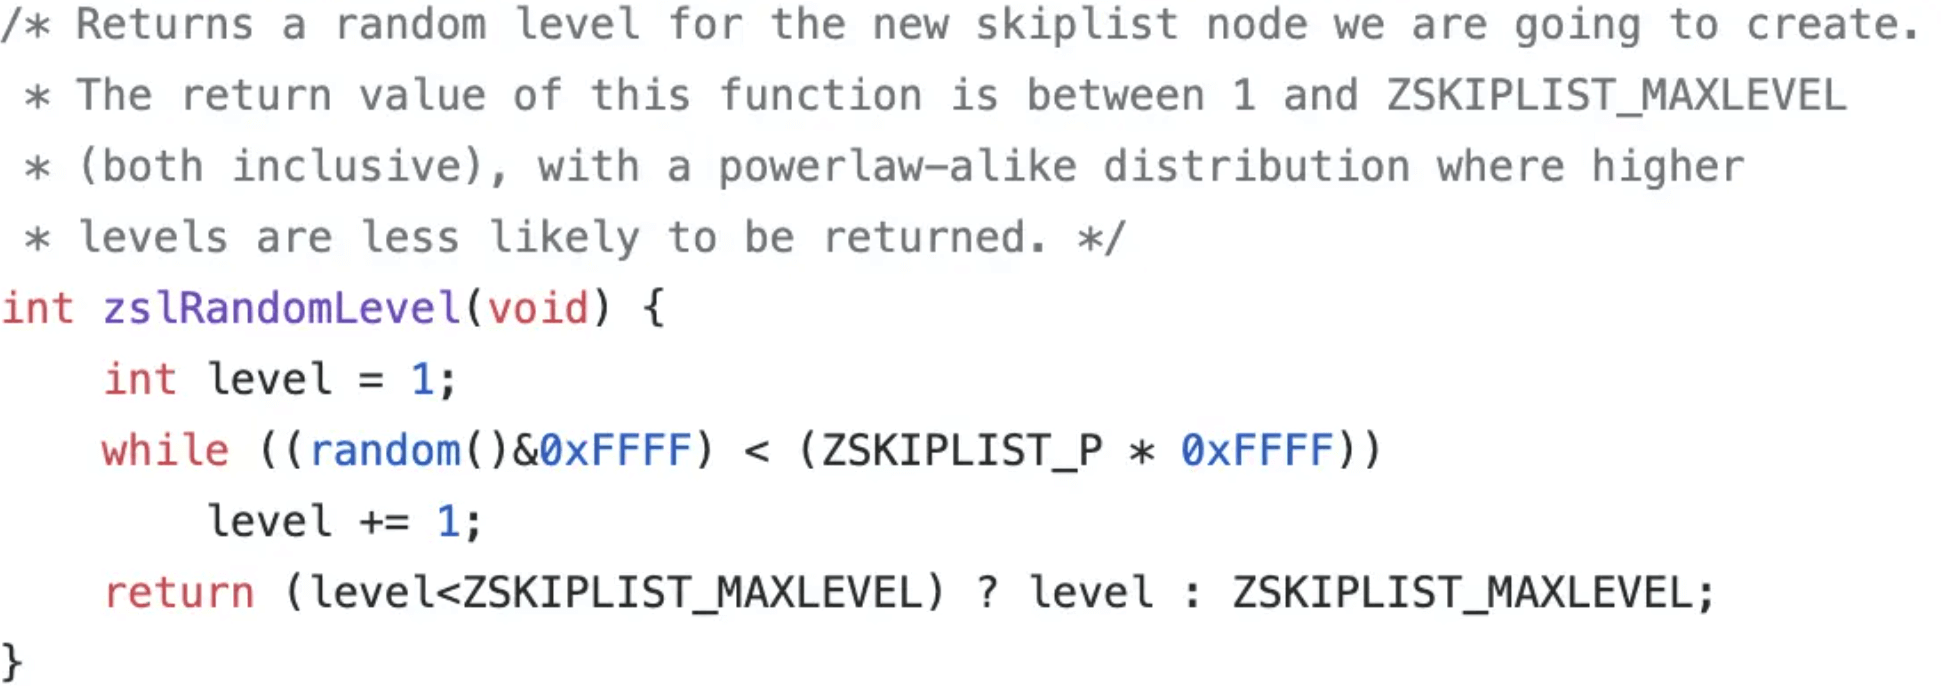 /* Returns a random level for the new skiplist node we are going to create.
 * The return value of this function is between 1 and ZSKIPLIST_MAXLEVEL
 * (both inclusive), with a powerlaw-alike distribution where higher
 * levels are less likely to be returned. */
int zslRandomLevel(void) {
    int level = 1;
    while ((random()&0xFFFF) < (ZSKIPLIST_P * 0xFFFF))
        level += 1;
    return (level<ZSKIPLIST_MAXLEVEL) ? level : ZSKIPLIST_MAXLEVEL;
}